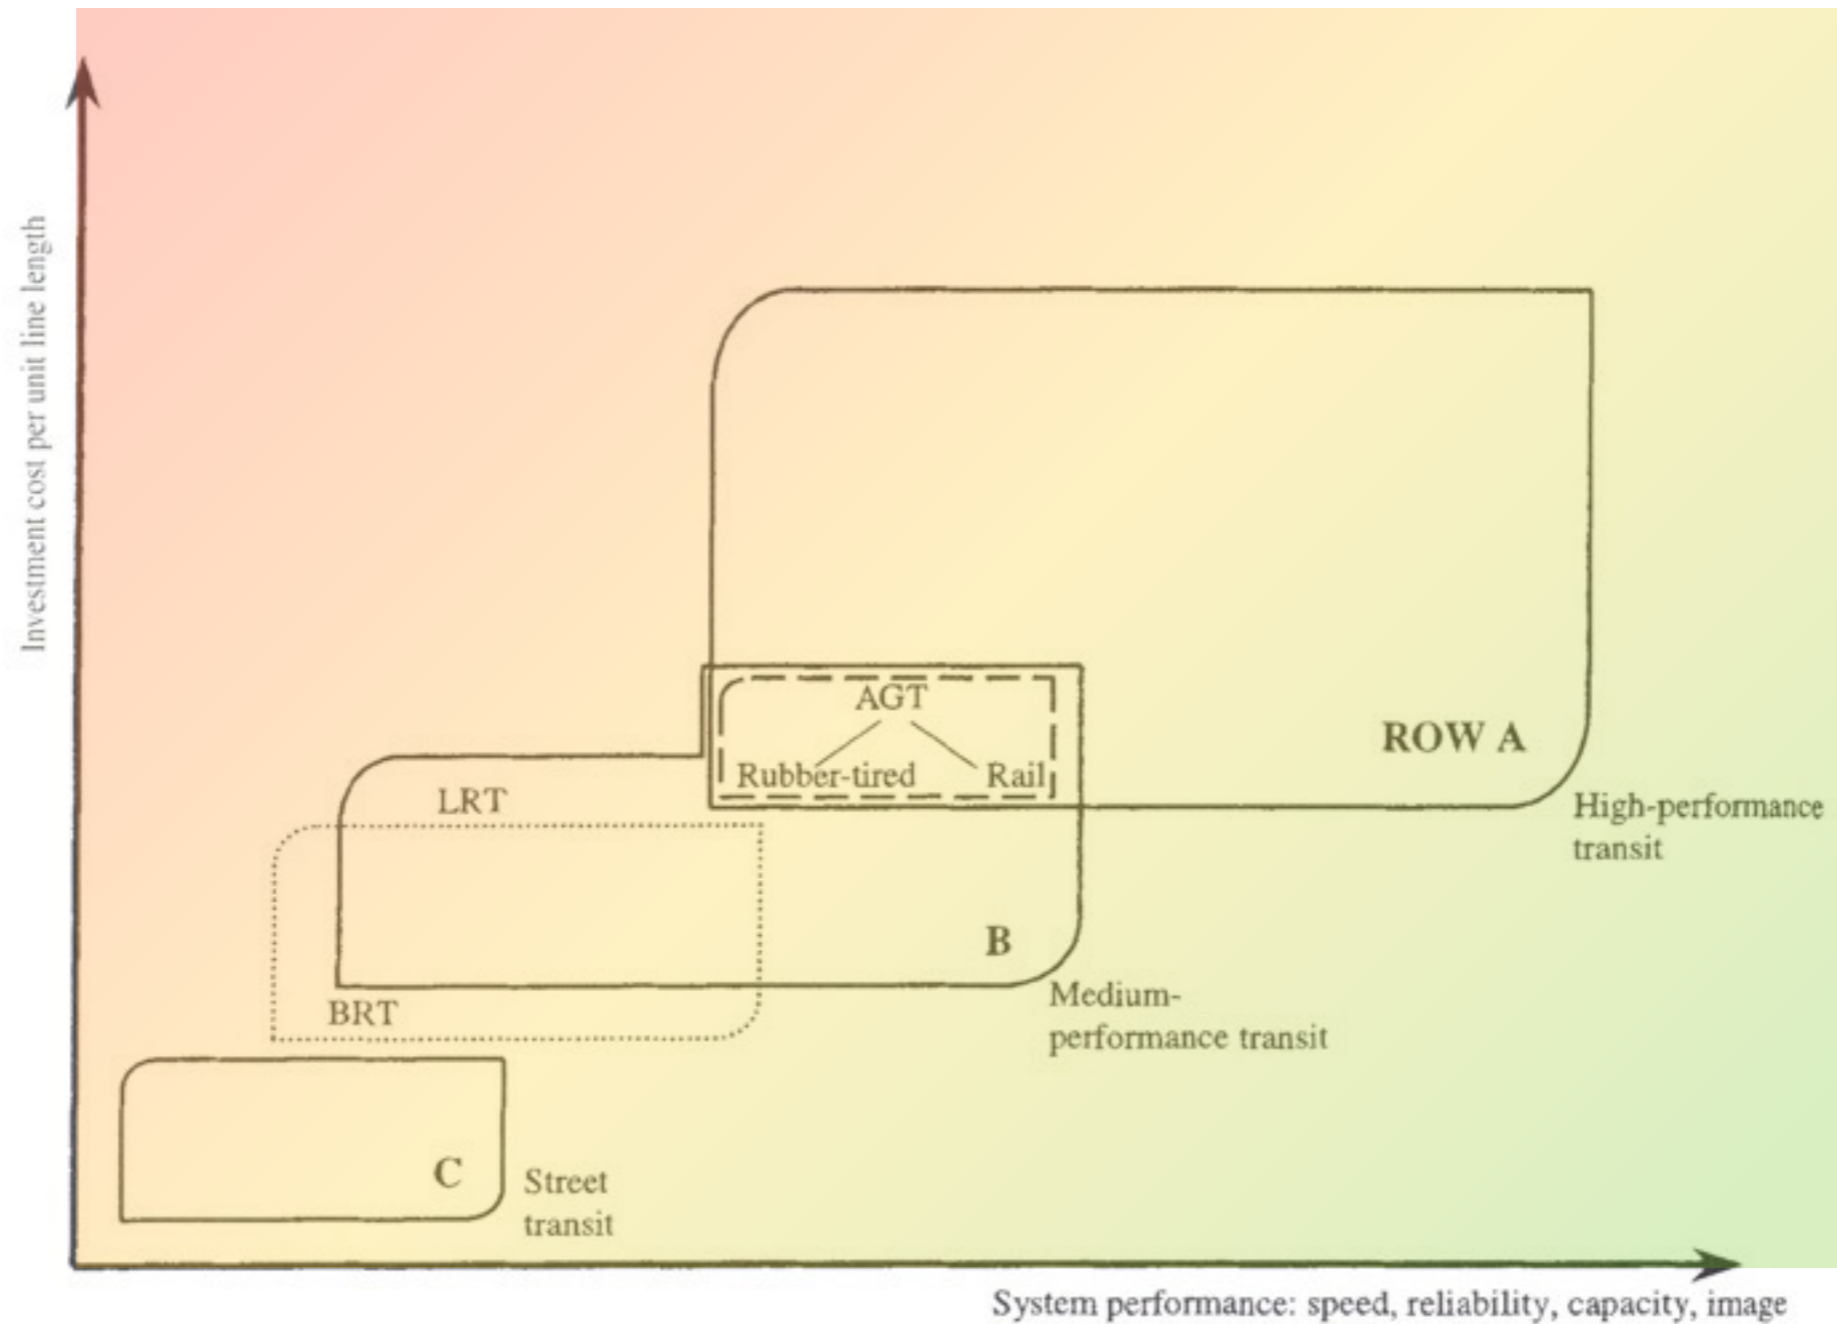 Investment cost per unit line length
AGT
Rubber-tired Rail
ROW A
LRT
High-performance
transit
B
Medium-
performance transit
BRT
C
Street
transit
System performance: speed, reliability, capacity, image